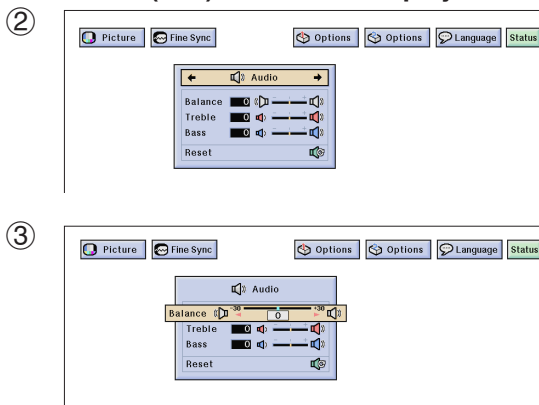 ②
Picture Fine Sync Options Options Language Status
Audio
Balance 0 - +
Treble 0 - +
Bass 0 - +
Reset
③
Picture Fine Sync Options Options Language Status
Audio
Balance -30 0 +30
Treble 0 - +
Bass 0 - +
Reset